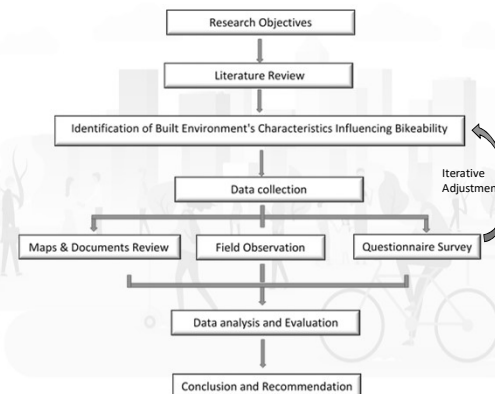 Research Objectives
Literature Review
Identification of Built Environment's Characteristics Influencing Bikeability
Iterative
Adjustmen
Data collection
Maps & Documents Review
Field Observation
Questionnaire Survey
Data analysis and Evaluation
Conclusion and Recommendation